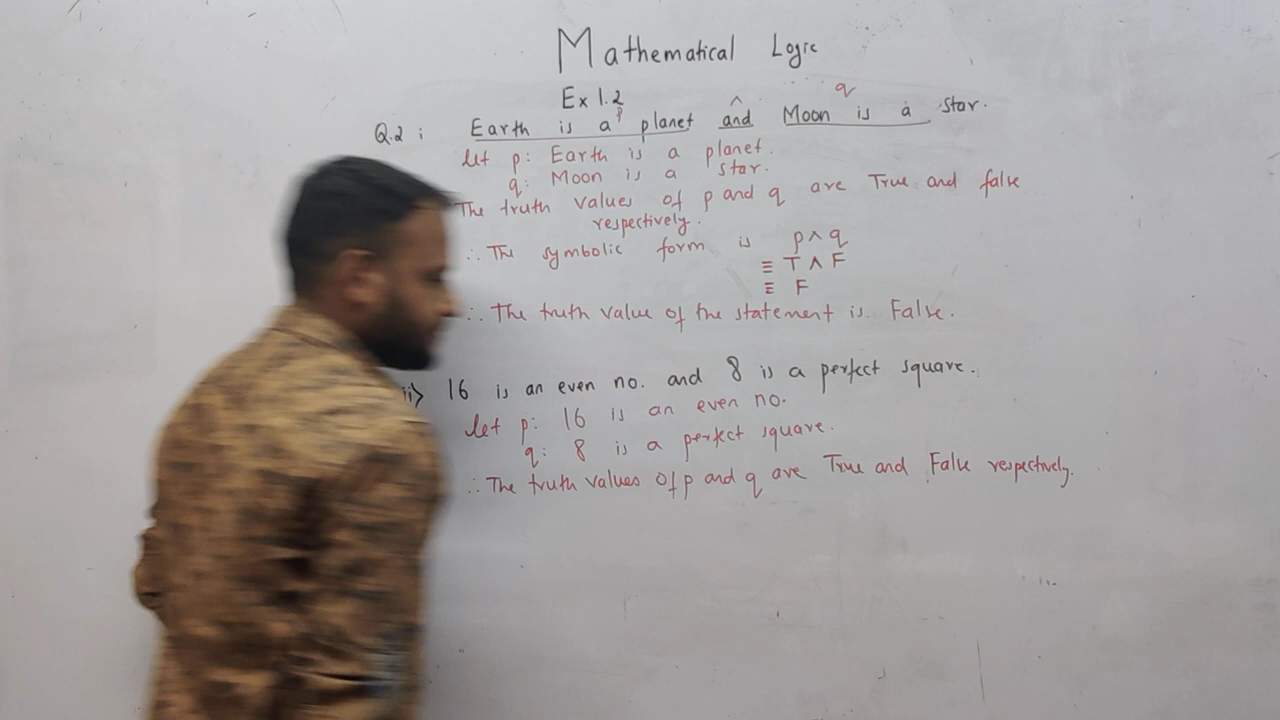 Mathematical Logic
Ex 1.2
Q.2 i Earth is a planet and Moon is a star.
p ^ q
let p: Earth is a planet.
q: Moon is a star.
The truth values of p and q are True and false
respectively.
∴ The symbolic form is p ∧ q
≡ T ∧ F
≡ F
∴ The truth value of the statement is False.
ii> 16 is an even no. and 8 is a perfect square.
let p: 16 is an even no.
q: 8 is a perfect square.
∴ The truth values of p and q are True and False respectively.